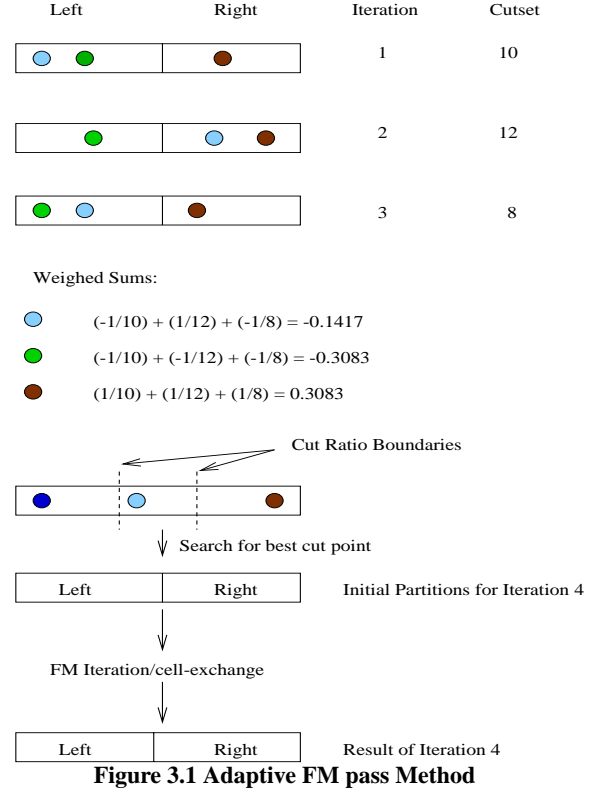 Left Right Iteration Cutset
1 10
2 12
3 8
Weighed Sums:
(-1/10) + (1/12) + (-1/8) = -0.1417
(-1/10) + (-1/12) + (-1/8) = -0.3083
(1/10) + (1/12) + (1/8) = 0.3083
Cut Ratio Boundaries
Search for best cut point
Left Right Initial Partitions for Iteration 4
FM Iteration/cell-exchange
Left Right Result of Iteration 4
Figure 3.1 Adaptive FM pass Method